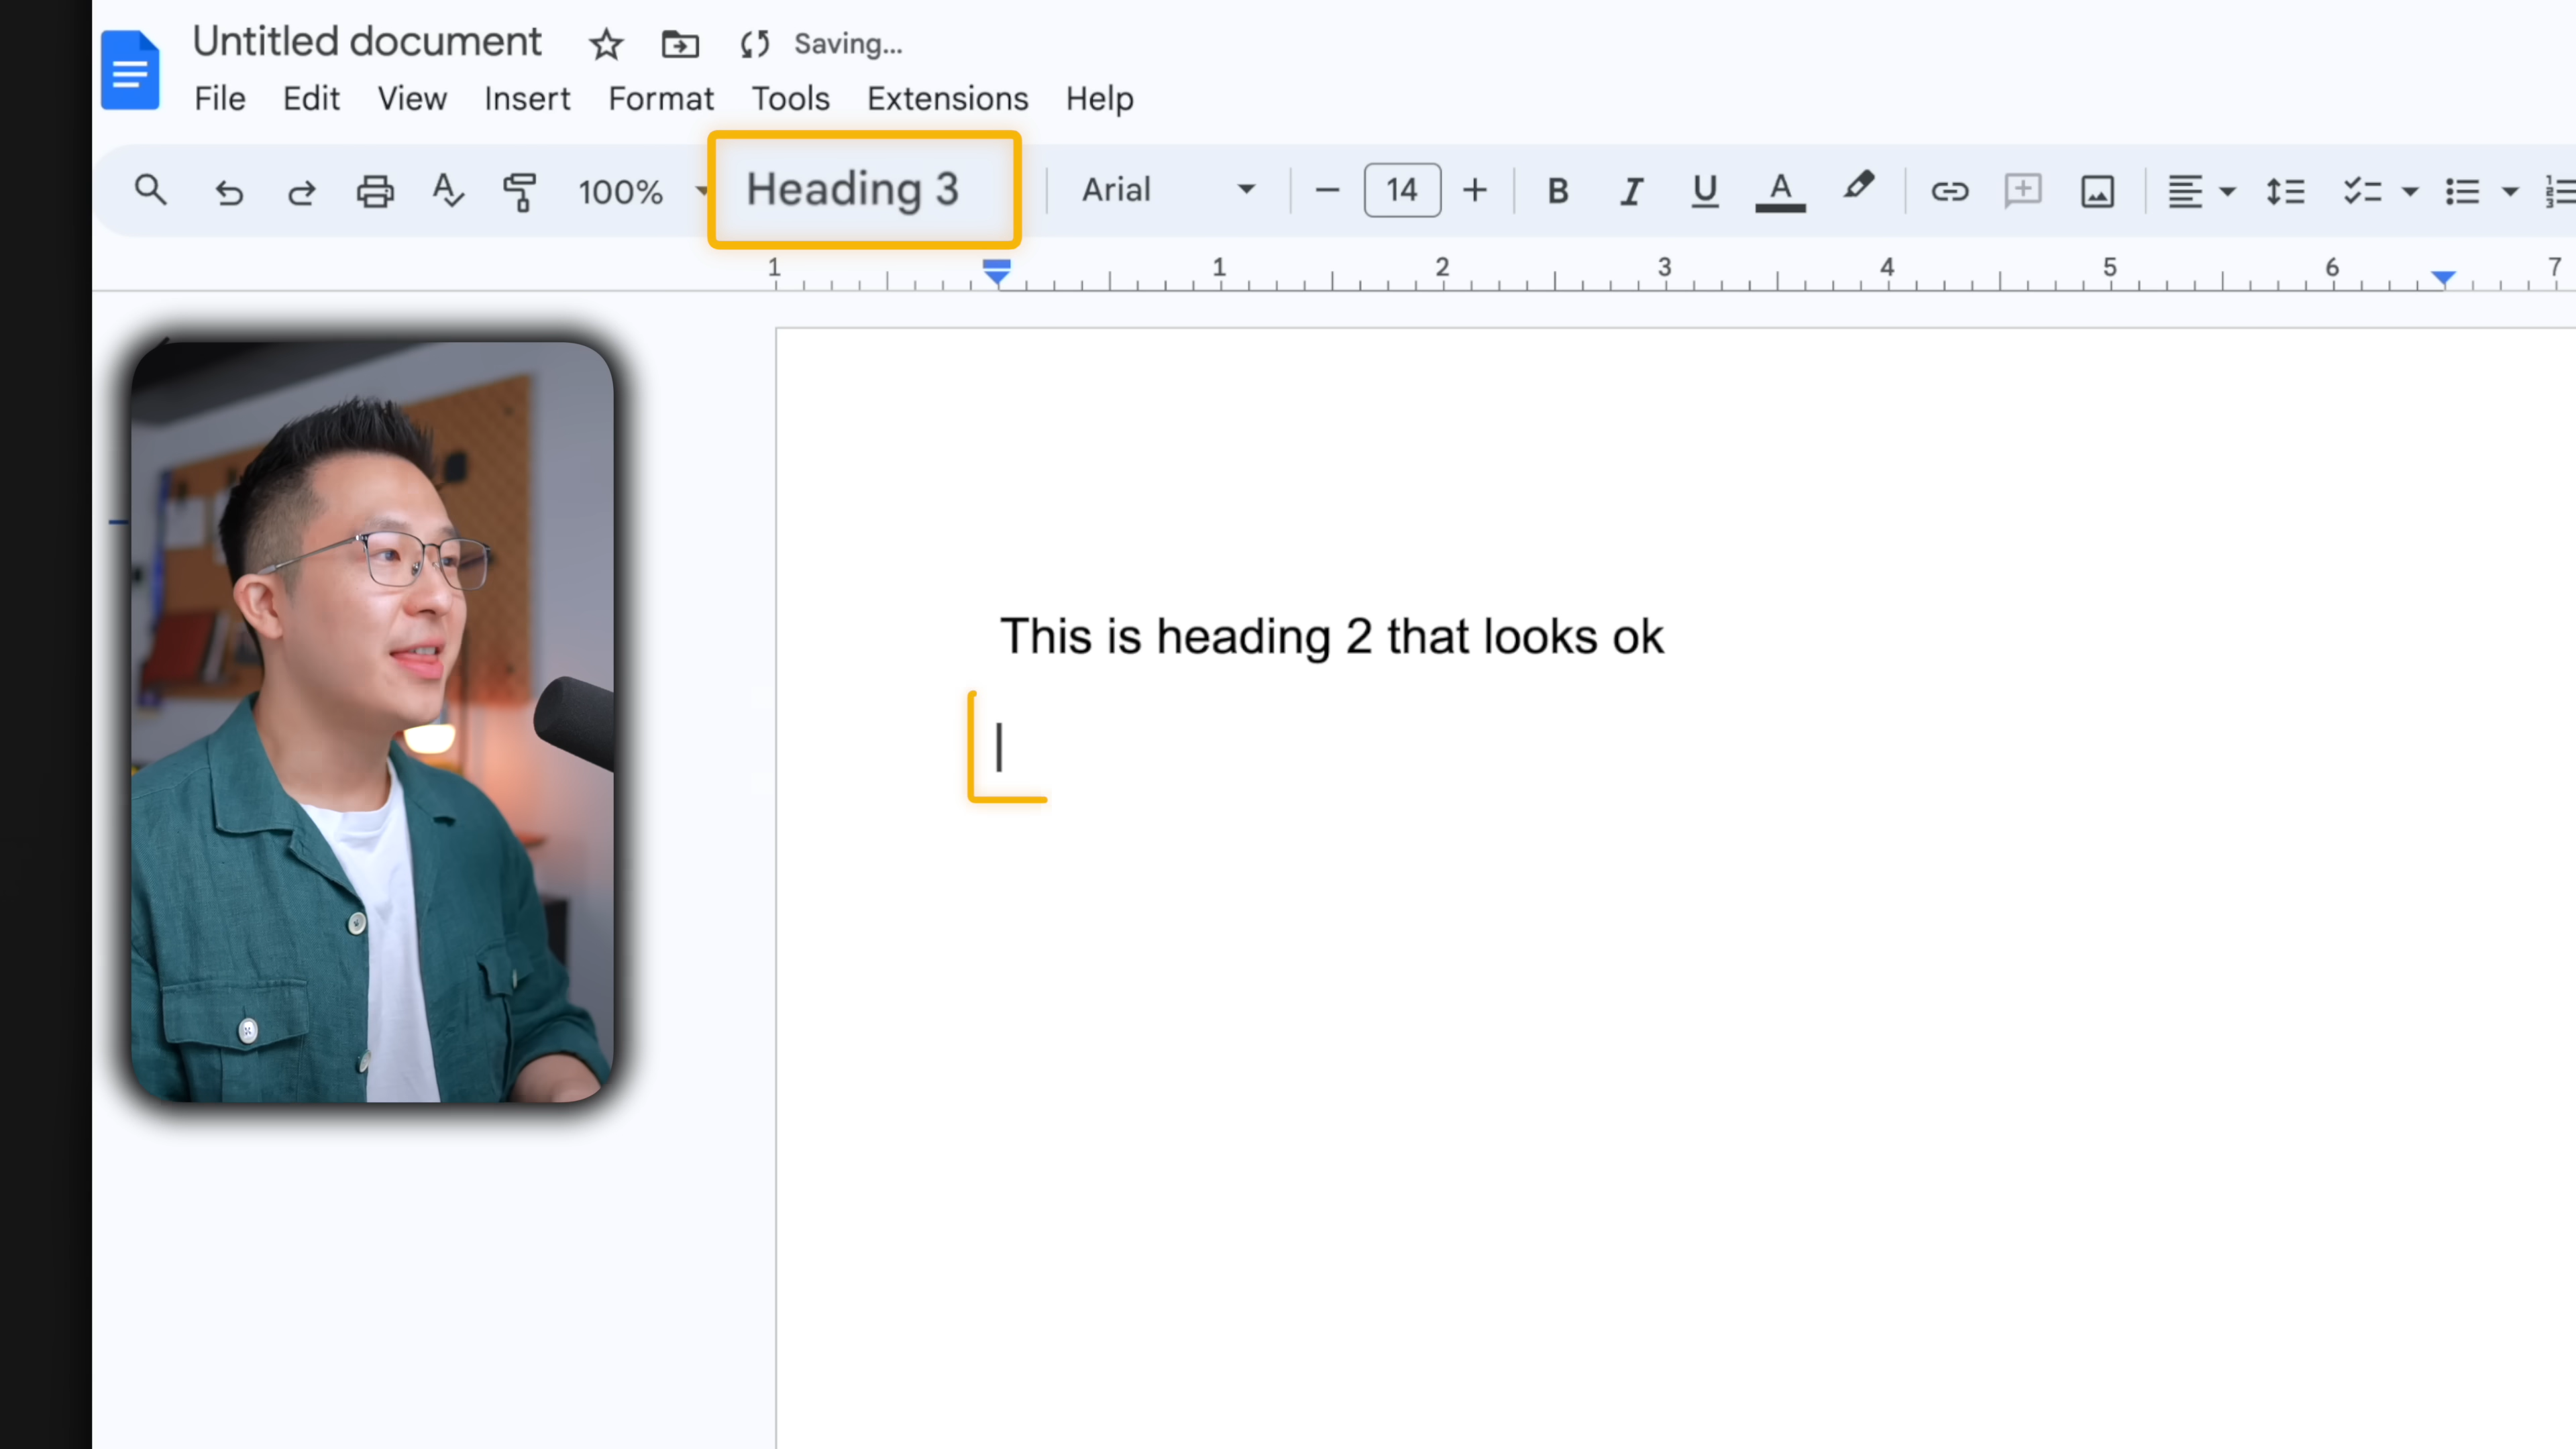 Untitled document Saving...
File Edit View Insert Format Tools Extensions Help
100% Heading 3 Arial 14 B I U A
1 1 2 3 4 5 6 7
This is heading 2 that looks ok